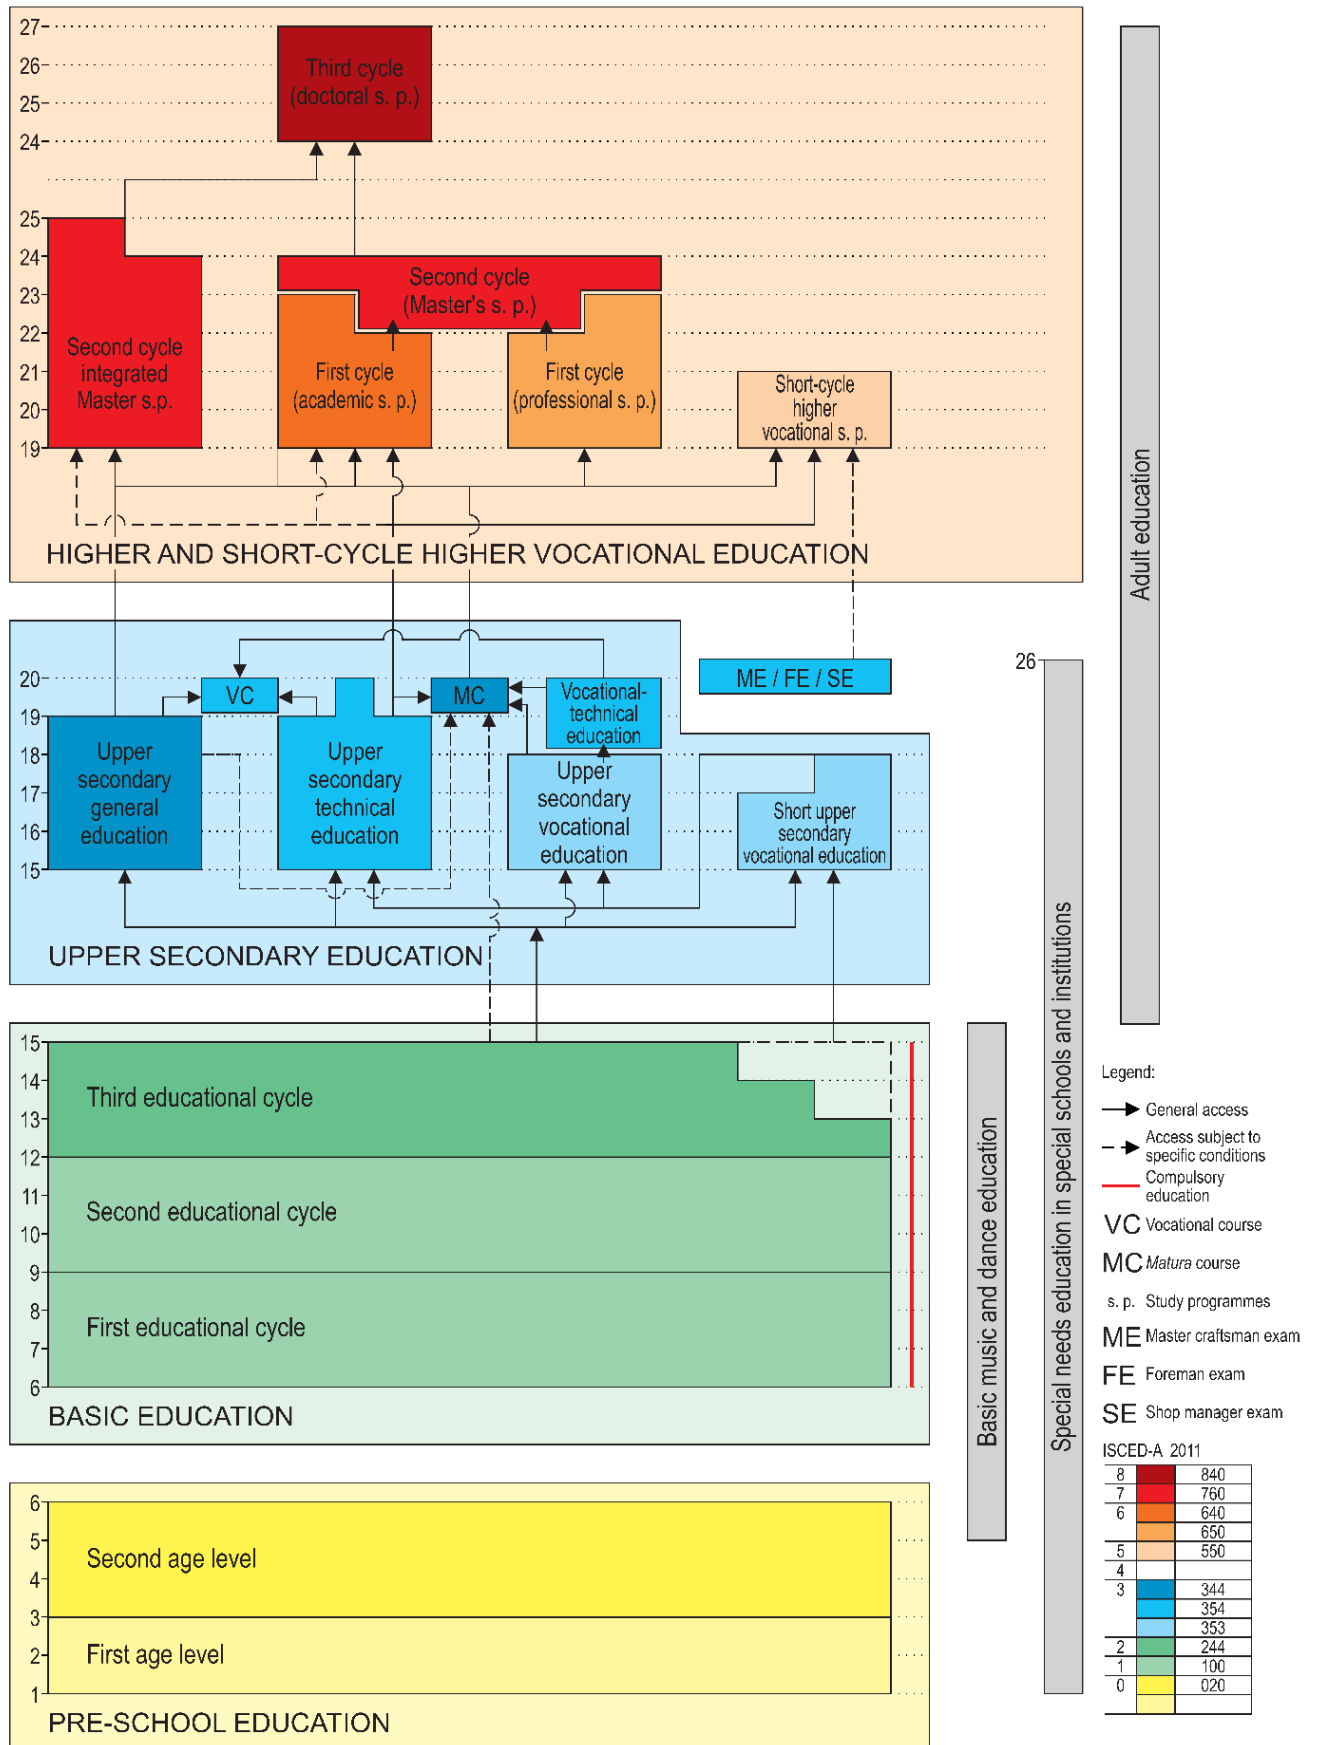 27
26
25
24
25
24
23
22
21
20
19
Third cycle
(doctoral s. p.)
Second cycle
(Master's s. p.)
Second cycle
integrated
Master s.p.
First cycle
(academic s. p.)
First cycle
(professional s. p.)
Short-cycle
higher
vocational s. p.
HIGHER AND SHORT-CYCLE HIGHER VOCATIONAL EDUCATION
20
19
18
17
16
15
VC
MC
Vocational-
technical
education
ME / FE / SE
Upper
secondary
general
education
Upper
secondary
technical
education
Upper
secondary
vocational
education
Short upper
secondary
vocational education
UPPER SECONDARY EDUCATION
15
14
13
12
11
10
9
8
7
6
Third educational cycle
Second educational cycle
First educational cycle
BASIC EDUCATION
6
5
4
3
2
1
Second age level
First age level
PRE-SCHOOL EDUCATION
Basic music and dance education
26
Special needs education in special schools and institutions
Adult education
Legend:
General access
Access subject to
specific conditions
Compulsory
education
VC Vocational course
MC Matura course
s. p. Study programmes
ME Master craftsman exam
FE Foreman exam
SE Shop manager exam
ISCED-A 2011
8 840
7 760
6 640
650
5 550
4
3 344
354
353
2 244
1 100
0 020